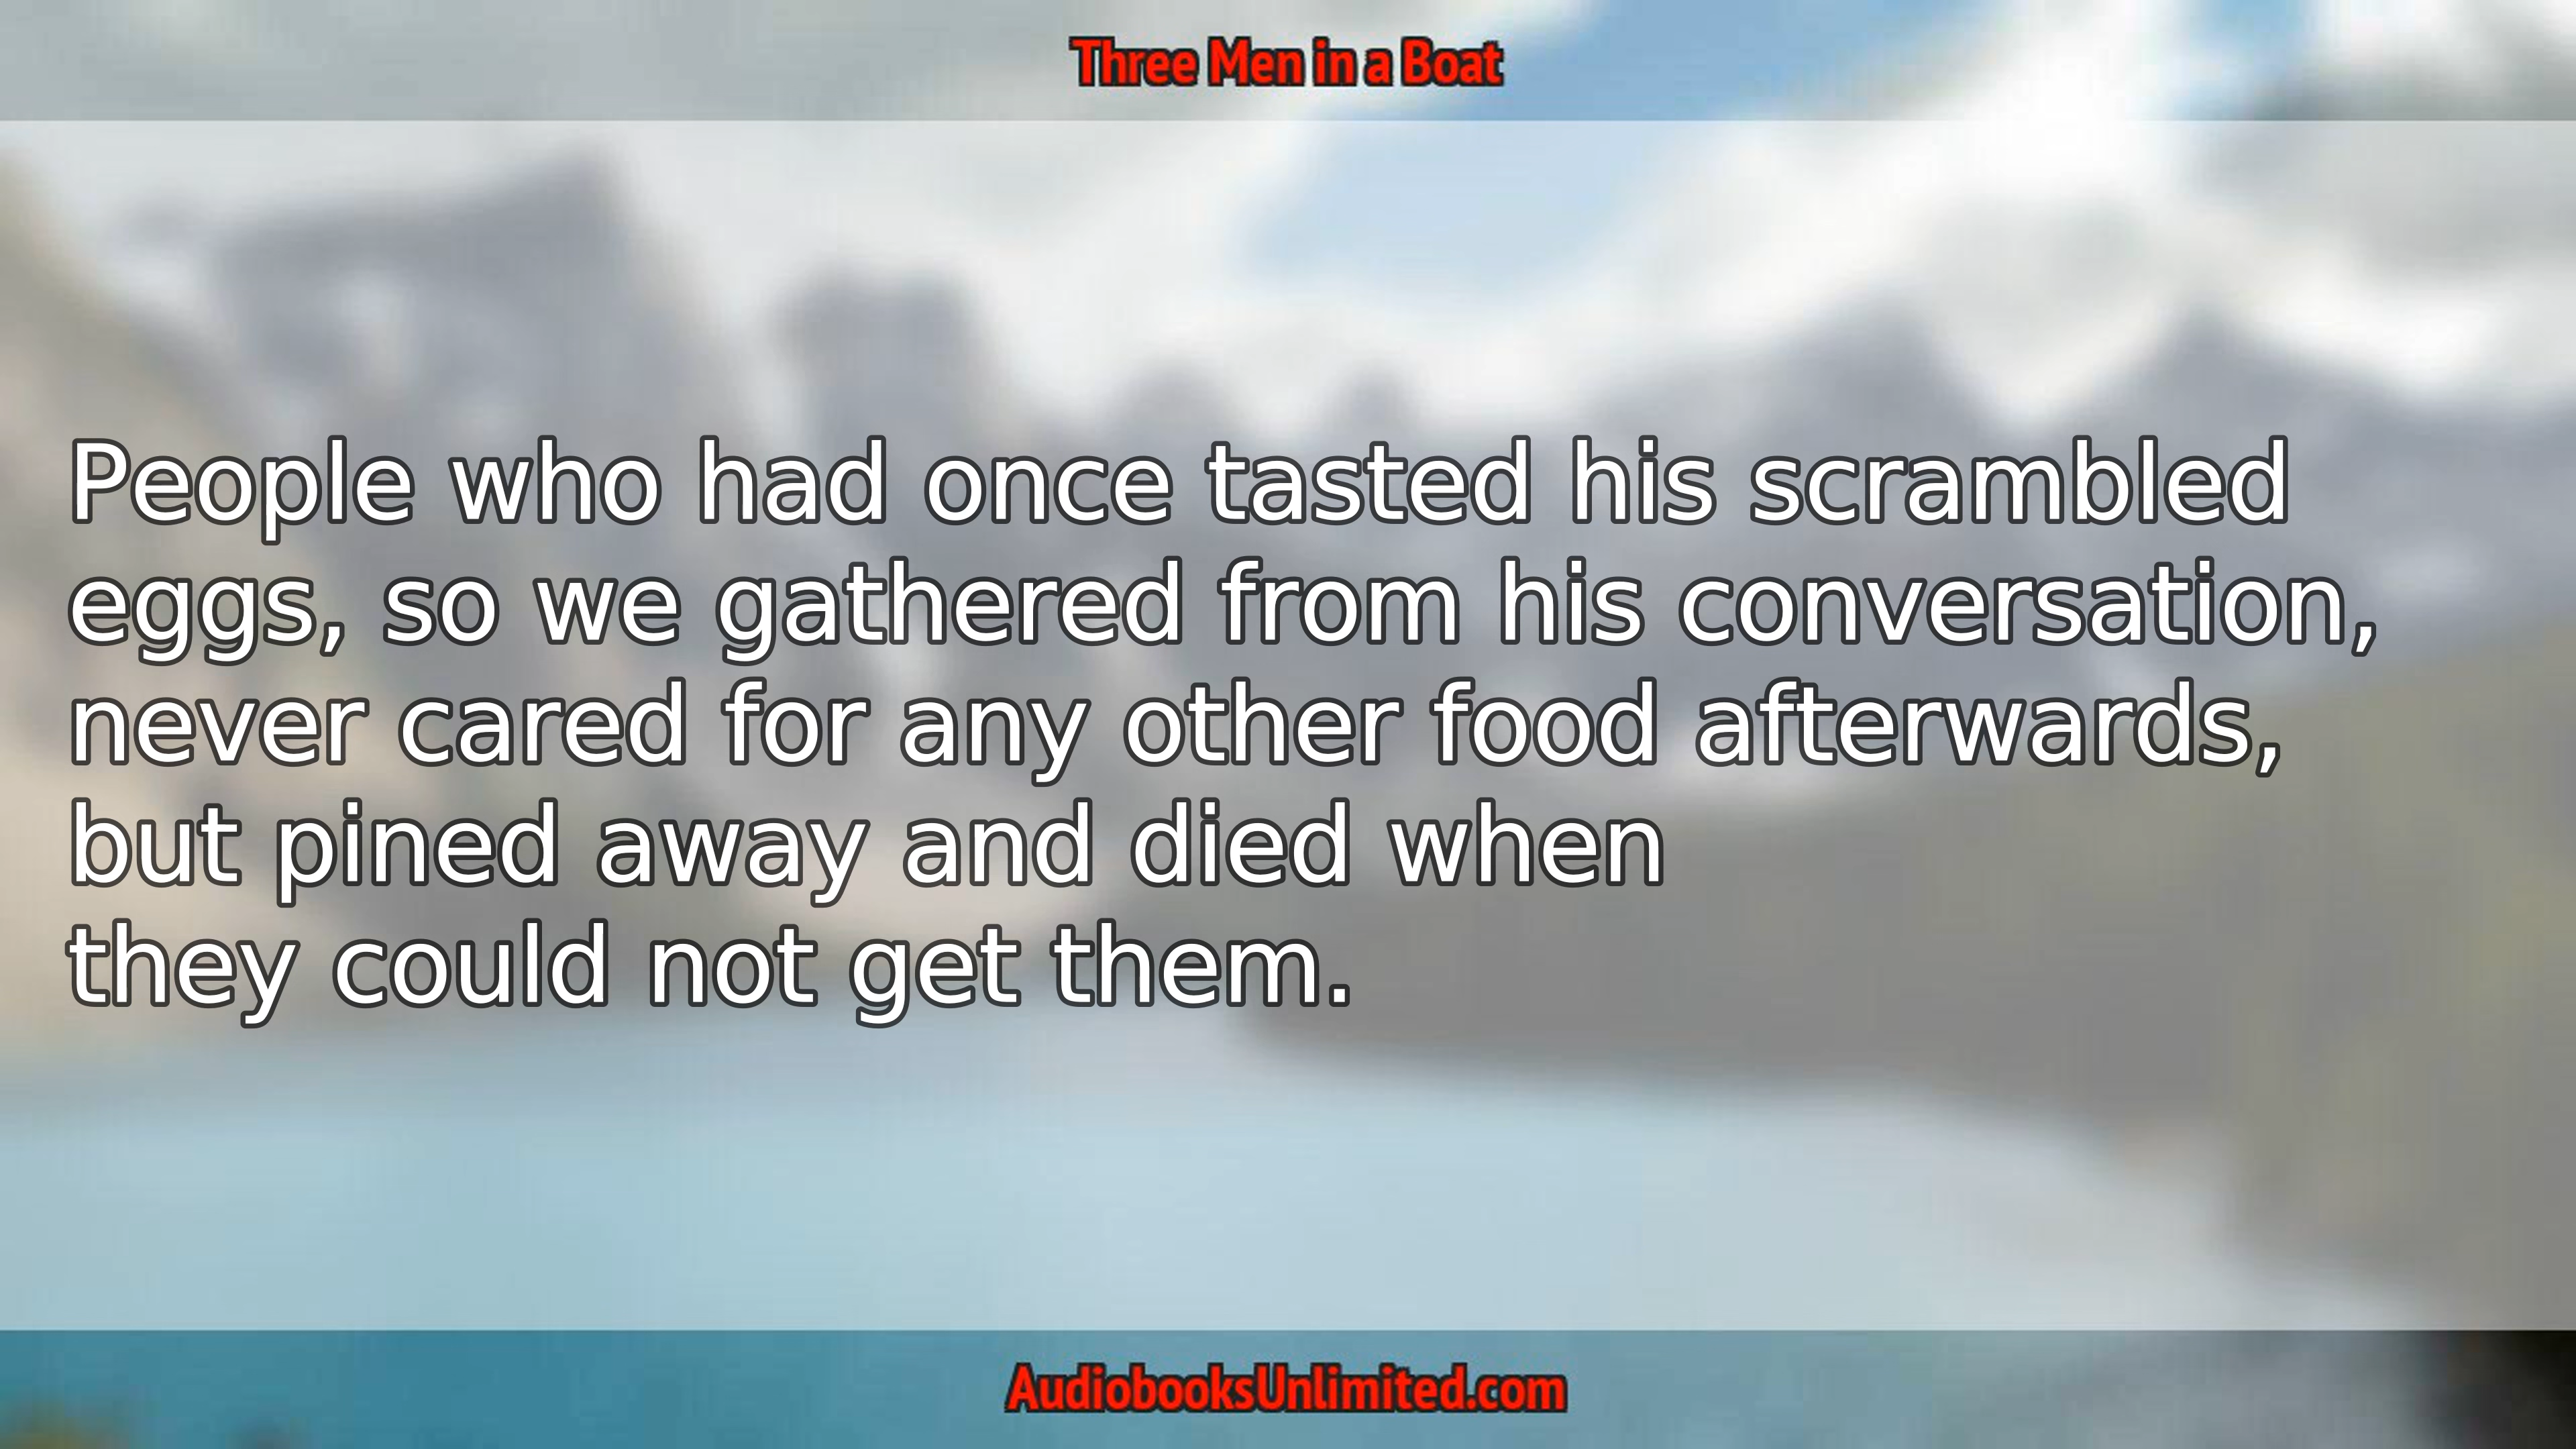 Three Men in a Boat
People who had once tasted his scrambled
eggs, so we gathered from his conversation,
never cared for any other food afterwards,
but pined away and died when
they could not get them.
AudiobooksUnlimited.com